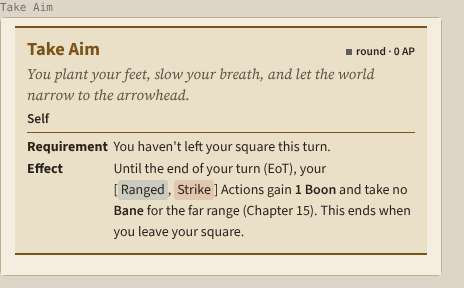 Take Aim
Take Aim ■ round · 0 AP
You plant your feet, slow your breath, and let the world
narrow to the arrowhead.
Self
Requirement You haven't left your square this turn.
Effect Until the end of your turn (EoT), your
[ Ranged , Strike ] Actions gain 1 Boon and take no
Bane for the far range (Chapter 15). This ends when
you leave your square.